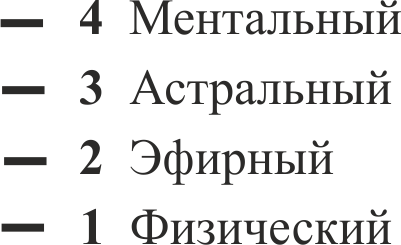 — 4 Ментальный
— 3 Астральный
— 2 Эфирный
— 1 Физический